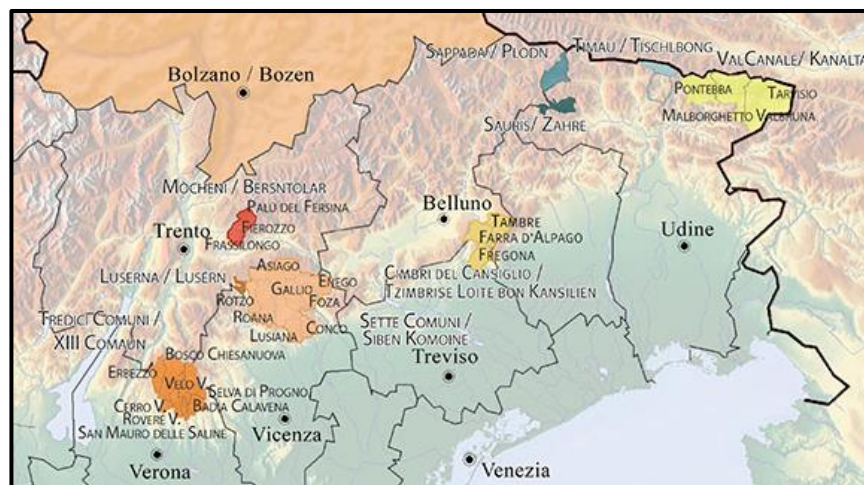 SAPPADA / PLODN
TIMAU / TISCHLBONG
VALCANALE / KANALTA
Bolzano / Bozen
PONTEBBA
TARVISIO
MALBORGHETTO VALBRUNA
SAURIS / ZAHRE
MOCHENI / BERSNTOLAR
PALÙ DEL FERSINA
FIEROZZO
FRASSILONGO
Trento
Belluno
TAMBRE
FARRA D'ALPAGO
FREGONA
Udine
LUSERNA / LUSÉRN
ASIAGO
ENEGO
GALLIO
FOZA
ROTZO
ROANA
LUSIANA
CONCO
CIMBRI DEL CANSIGLIO /
TZIMBRISE LOITE BON KANSILIEN
TREDICI COMUNI /
XIII COMAUN
SETTE COMUNI /
SIBEN KOMOINE
Treviso
BOSCO CHIESANUOVA
ERBEZZO
VELO V.
SELVA DI PROGNO
CERRO V.
BADIA CALAVENA
ROVERE V.
SAN MAURO DELLE SALINE
Vicenza
Verona
Venezia